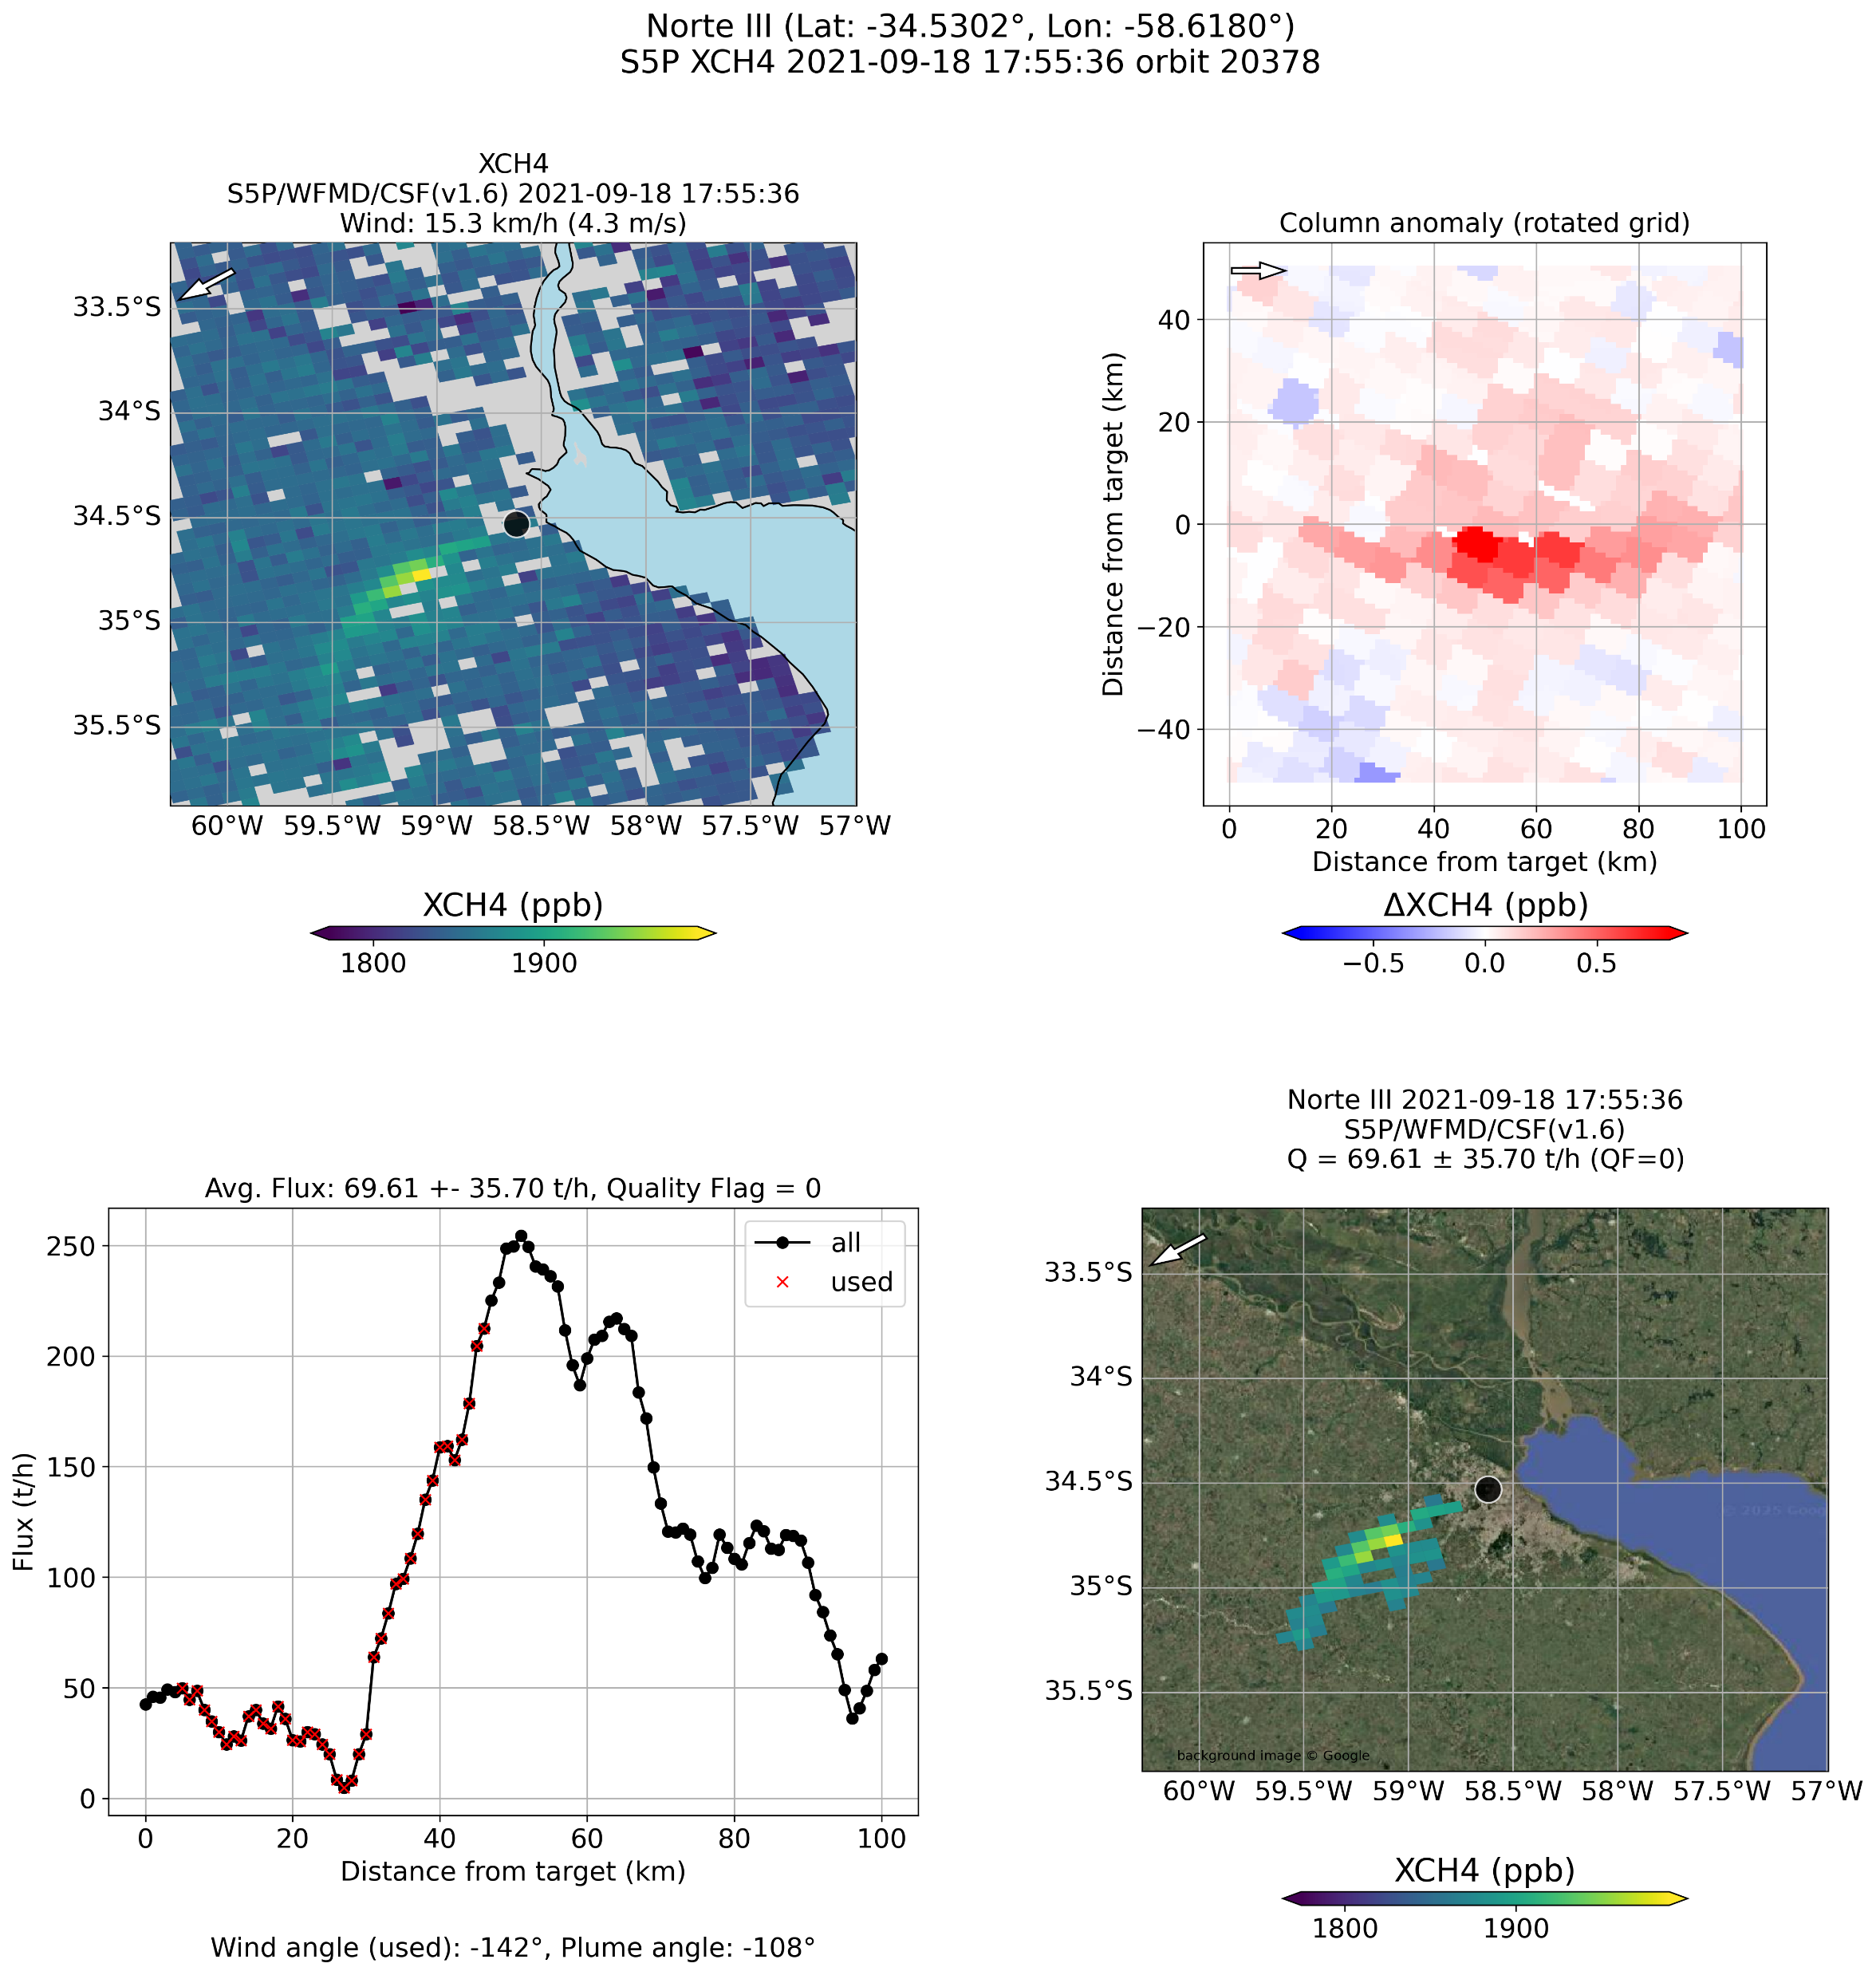 Norte III (Lat: -34.5302°, Lon: -58.6180°)
S5P XCH4 2021-09-18 17:55:36 orbit 20378
XCH4
S5P/WFMD/CSF(v1.6) 2021-09-18 17:55:36
Wind: 15.3 km/h (4.3 m/s)
33.5°S
34°S
34.5°S
35°S
35.5°S
60°W 59.5°W 59°W 58.5°W 58°W 57.5°W 57°W
XCH4 (ppb)
1800 1900
Column anomaly (rotated grid)
Distance from target (km)
40
20
0
−20
−40
0 20 40 60 80 100
Distance from target (km)
ΔXCH4 (ppb)
−0.5 0.0 0.5
Avg. Flux: 69.61 +- 35.70 t/h, Quality Flag = 0
all
used
Flux (t/h)
250
200
150
100
50
0
0 20 40 60 80 100
Distance from target (km)
Wind angle (used): -142°, Plume angle: -108°
Norte III 2021-09-18 17:55:36
S5P/WFMD/CSF(v1.6)
Q = 69.61 ± 35.70 t/h (QF=0)
33.5°S
34°S
34.5°S
35°S
35.5°S
© 2025 Goo
background image © Google
60°W 59.5°W 59°W 58.5°W 58°W 57.5°W 57°W
XCH4 (ppb)
1800 1900